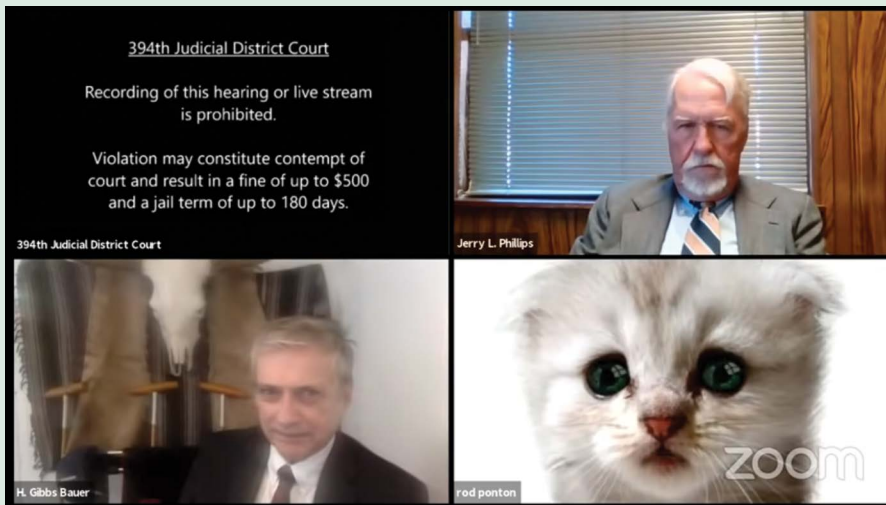 394th Judicial District Court
Recording of this hearing or live stream
is prohibited.
Violation may constitute contempt of
court and result in a fine of up to $500
and a jail term of up to 180 days.
394th Judicial District Court
Jerry L. Phillips
H. Gibbs Bauer
rod ponton
zoom